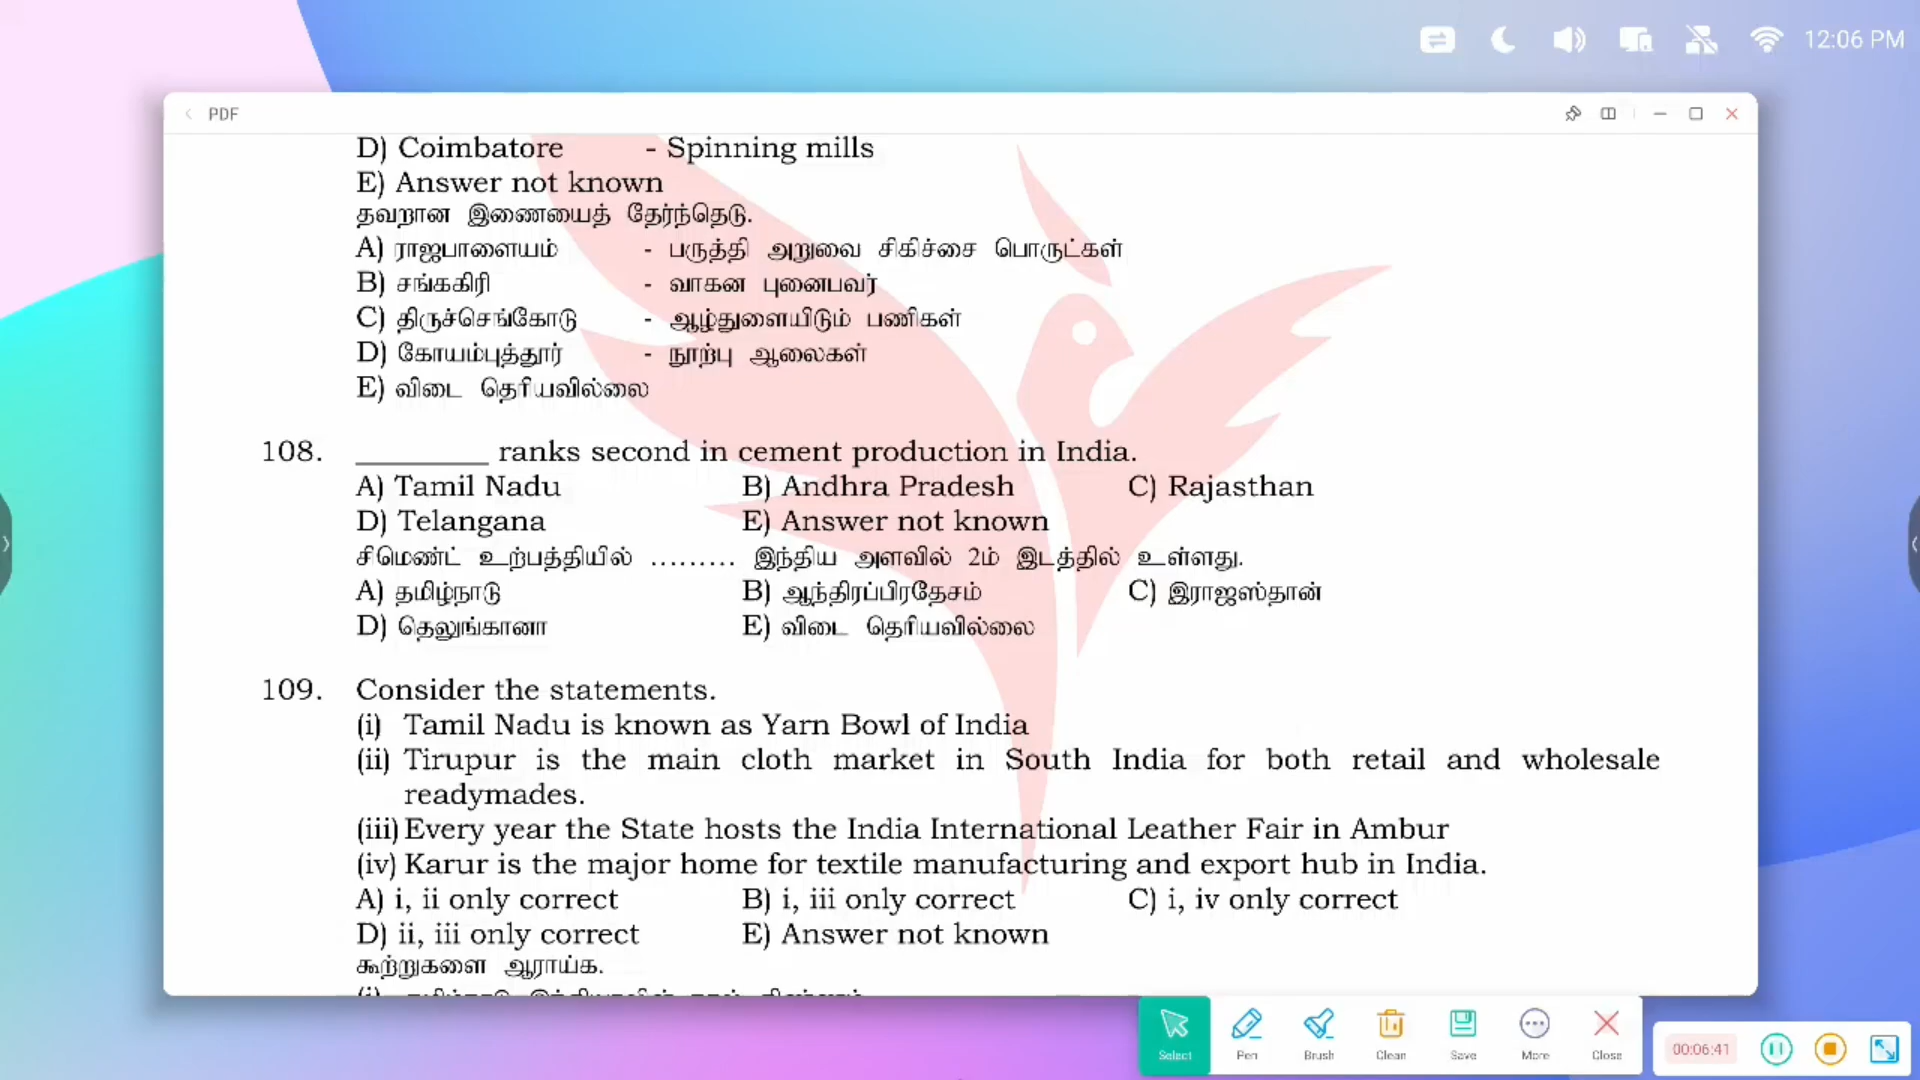 12:06 PM
PDF
D) Coimbatore - Spinning mills
E) Answer not known
தவறான இணையைத் தேர்ந்தெடு.
A) ராஜபாளையம் - பருத்தி அறுவை சிகிச்சை பொருட்கள்
B) சங்ககிரி - வாகன புனைபவர்
C) திருச்செங்கோடு - ஆழ்துளையிடும் பணிகள்
D) கோயம்புத்தூர் - நூற்பு ஆலைகள்
E) விடை தெரியவில்லை
108. _________ ranks second in cement production in India.
A) Tamil Nadu B) Andhra Pradesh C) Rajasthan
D) Telangana E) Answer not known
சிமெண்ட் உற்பத்தியில் ......... இந்திய அளவில் 2ம் இடத்தில் உள்ளது.
A) தமிழ்நாடு B) ஆந்திரப்பிரதேசம் C) இராஜஸ்தான்
D) தெலுங்கானா E) விடை தெரியவில்லை
109. Consider the statements.
(i) Tamil Nadu is known as Yarn Bowl of India
(ii) Tirupur is the main cloth market in South India for both retail and wholesale
readymades.
(iii) Every year the State hosts the India International Leather Fair in Ambur
(iv) Karur is the major home for textile manufacturing and export hub in India.
A) i, ii only correct B) i, iii only correct C) i, iv only correct
D) ii, iii only correct E) Answer not known
கூற்றுகளை ஆராய்க.
Select Pen Brush Clean Save More Close
00:06:41